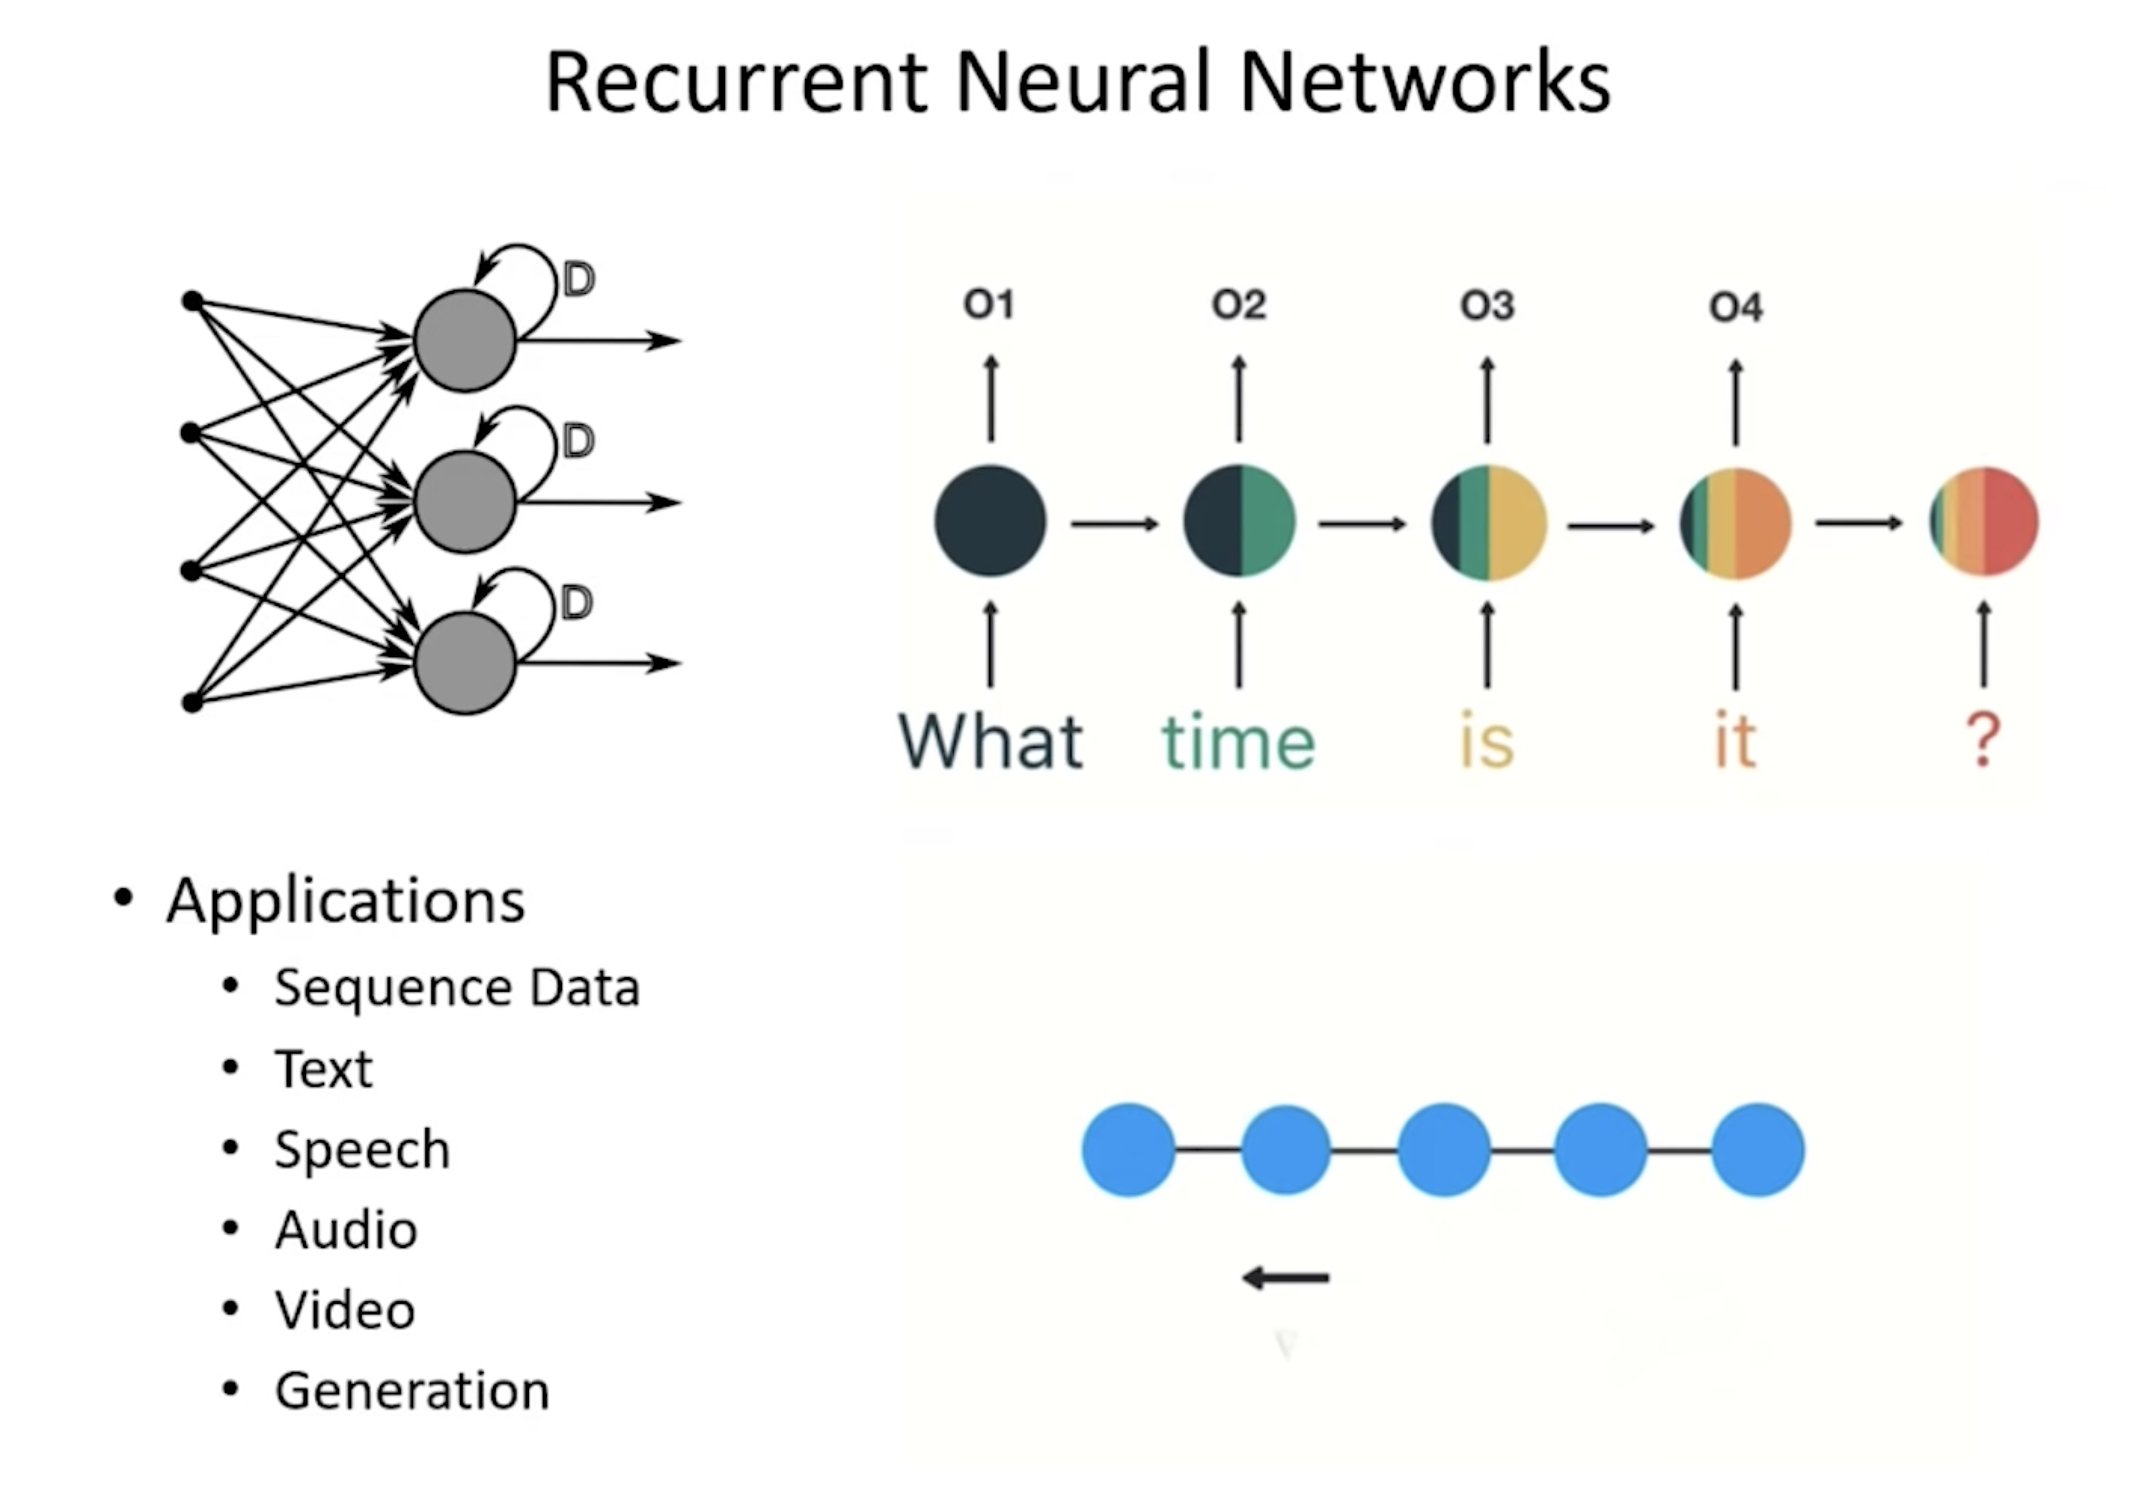 Recurrent Neural Networks
D
D
D
O1 O2 O3 O4
What time is it ?
• Applications
• Sequence Data
• Text
• Speech
• Audio
• Video
• Generation